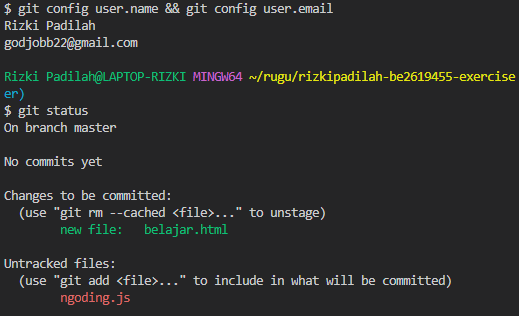 $ git config user.name && git config user.email
Rizki Padilah
godjobb22@gmail.com
Rizki Padilah@LAPTOP-RIZKI MINGW64 ~/rugu/rizkipadilah-be2619455-exercise
er)
$ git status
On branch master
No commits yet
Changes to be committed:
(use "git rm --cached <file>..." to unstage)
new file:   belajar.html
Untracked files:
(use "git add <file>..." to include in what will be committed)
ngoding.js